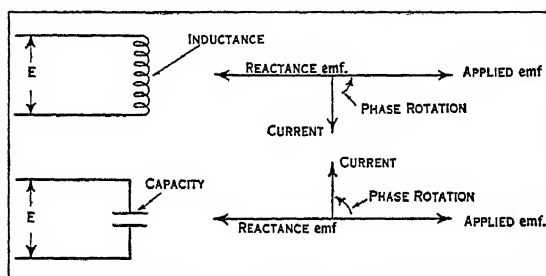 INDUCTANCE
E
REACTANCE emf.
APPLIED emf
PHASE ROTATION
CURRENT
CURRENT
CAPACITY
PHASE ROTATION
E
REACTANCE emf
APPLIED emf.